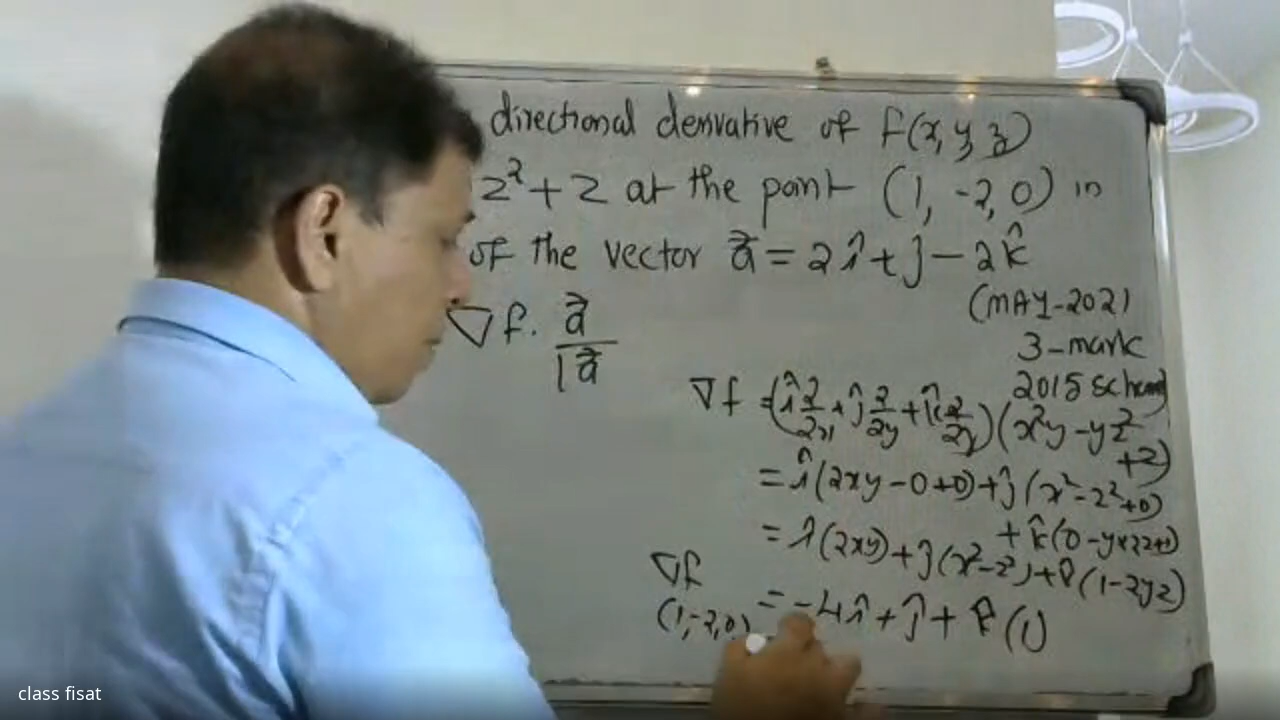 directional derivative of f(x, y, z)
z² + z at the point (1, -2, 0) in
of the vector a⃗ = 2î + ĵ - 2k̂
(MAY-2021
3-mark
2015 scheme)
∇f. a⃗
|a⃗
∇f = (î ∂/∂x + ĵ ∂/∂y + k̂ ∂/∂z)(x²y - yz²
+z)
= î(2xy - 0 + 0) + ĵ(x² - z² + 0)
+ k̂(0 - y×2z+1)
= î(2xy) + ĵ(x² - z²) + k̂(1 - 2yz)
∇f
(1, -2, 0) = -4î + ĵ + k̂(1)
class fisat